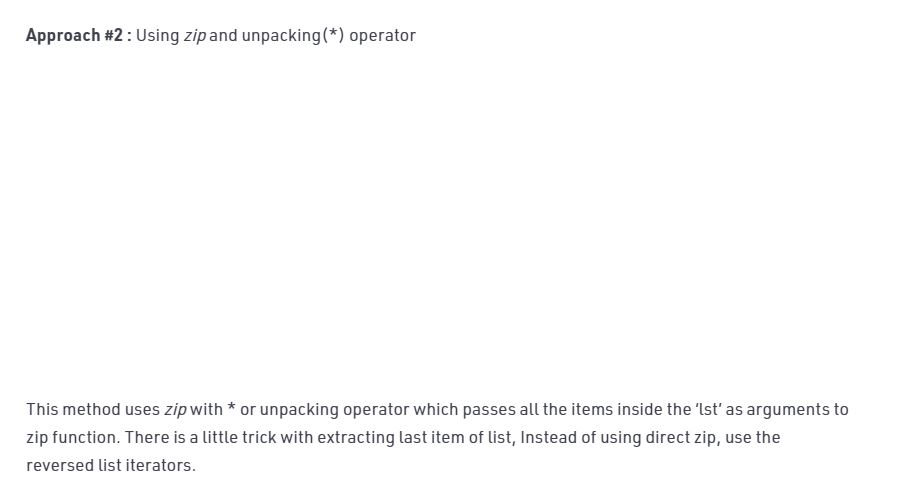 Approach #2 : Using zip and unpacking(*) operator
This method uses zip with * or unpacking operator which passes all the items inside the ‘lst’ as arguments to
zip function. There is a little trick with extracting last item of list, Instead of using direct zip, use the
reversed list iterators.